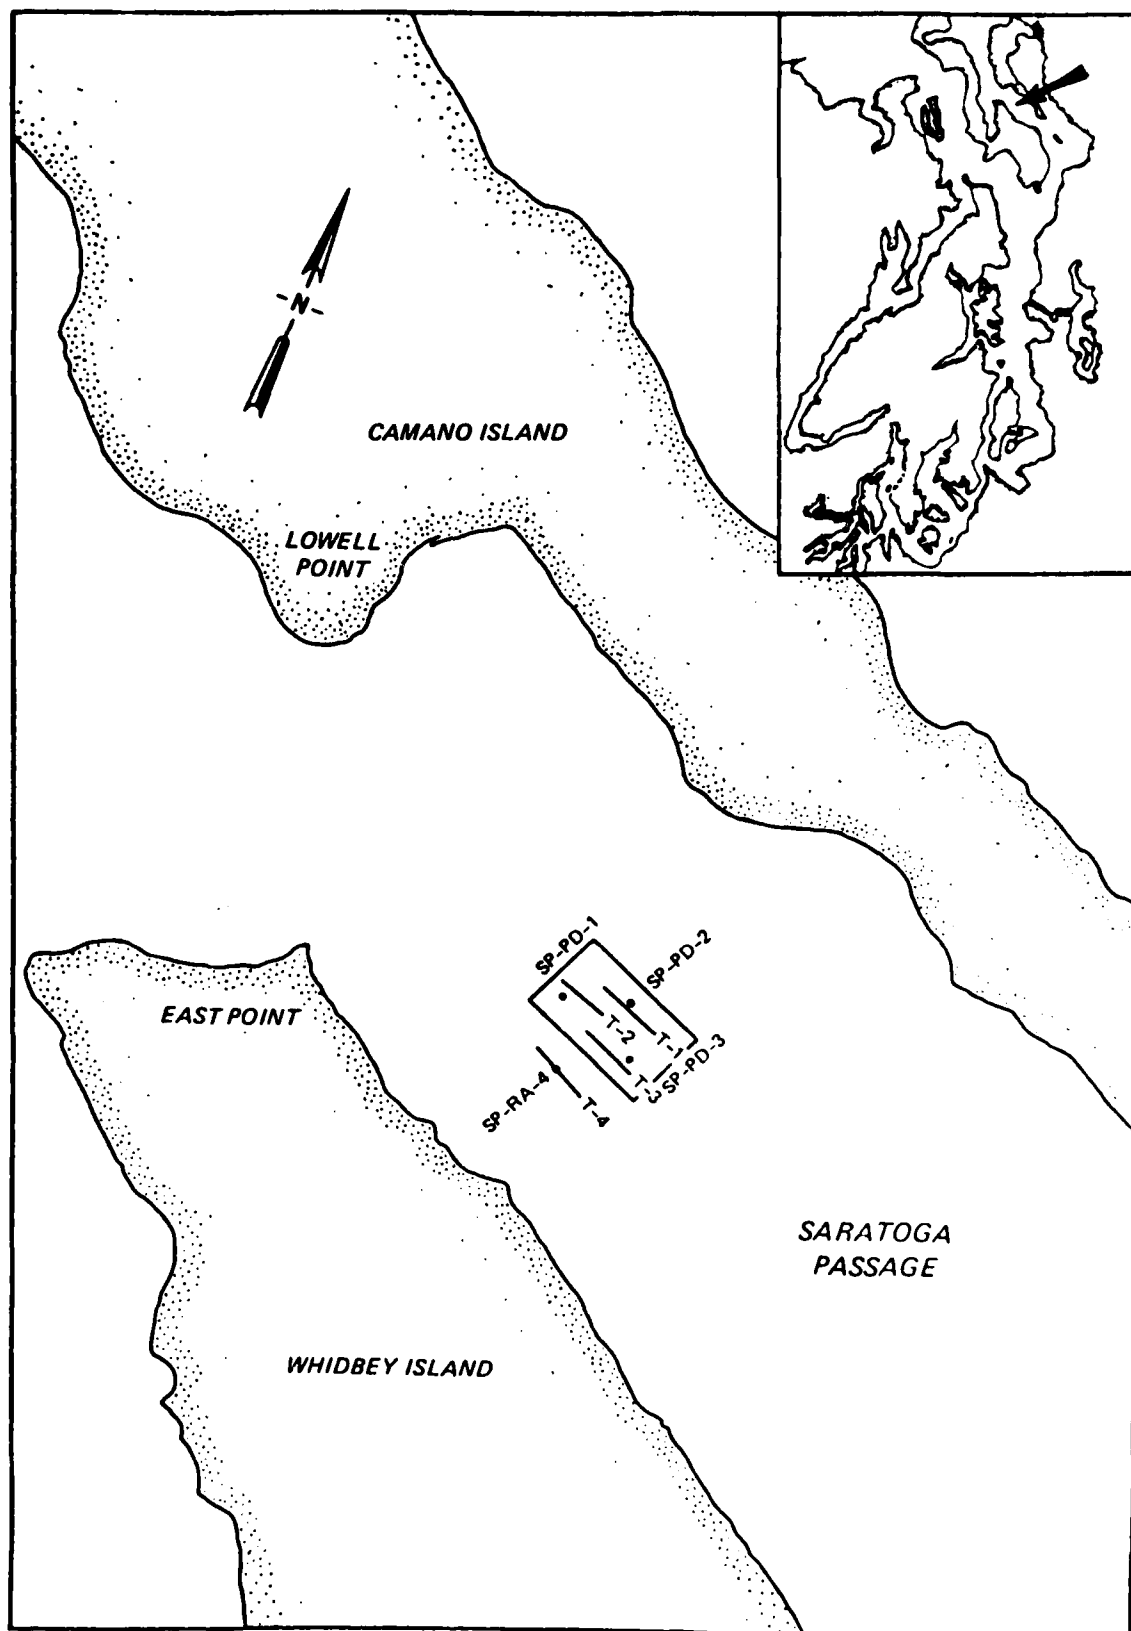 -N-
CAMANO ISLAND
LOWELL
POINT
SP-PD-1
SP-PD-2
EAST POINT
T-2
T-1
SP-PD-3
T-3
SP-RA-4
T-4
SARATOGA
PASSAGE
WHIDBEY ISLAND